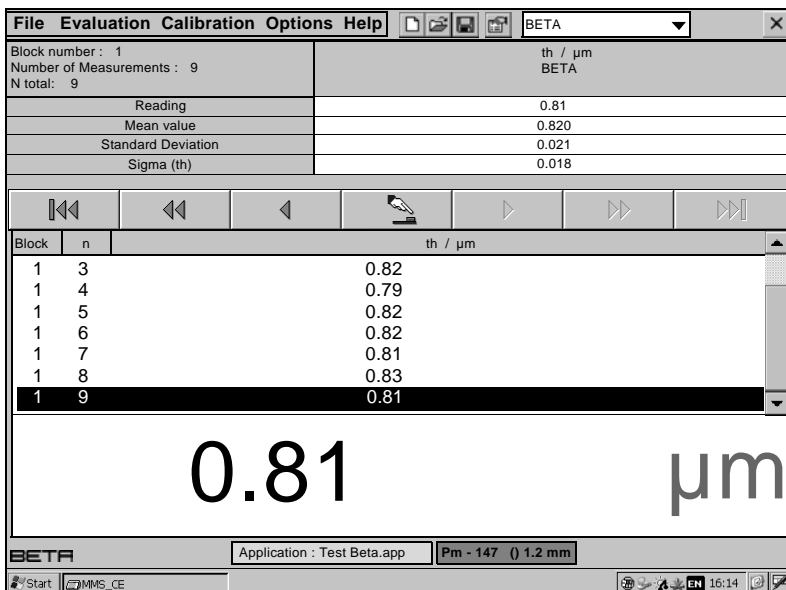 File Evaluation Calibration Options Help BETA
Block number : 1
Number of Measurements : 9
N total: 9
th / µm
BETA
Reading 0.81
Mean value 0.820
Standard Deviation 0.021
Sigma (th) 0.018
Block n th / µm
1 3 0.82
1 4 0.79
1 5 0.82
1 6 0.82
1 7 0.81
1 8 0.83
1 9 0.81
0.81 µm
BETA Application : Test Beta.app Pm - 147 () 1.2 mm
Start MMS_CE EN 16:14